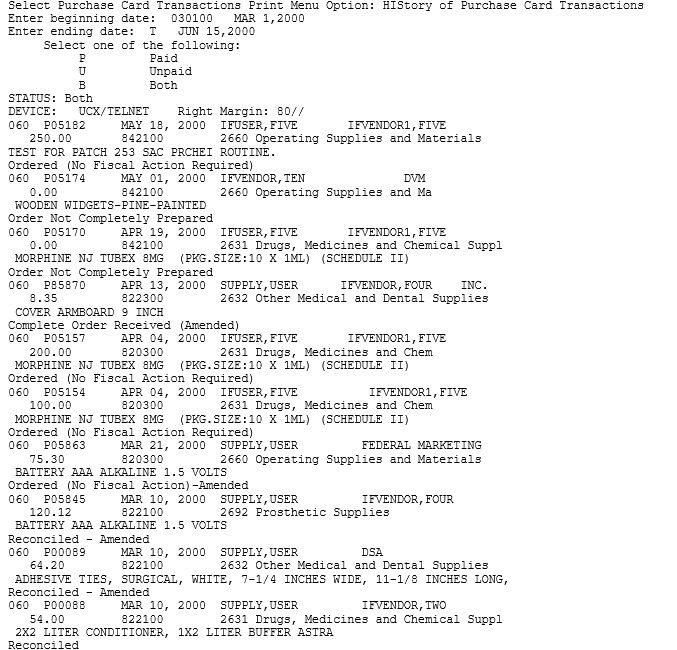 Select Purchase Card Transactions Print Menu Option: HIStory of Purchase Card Transactions
Enter beginning date:  030100   MAR 1,2000
Enter ending date:  T   JUN 15,2000
     Select one of the following:
          P         Paid
          U         Unpaid
          B         Both
STATUS: Both
DEVICE:   UCX/TELNET    Right Margin: 80//
060  P05182     MAY 18, 2000  IFUSER,FIVE       IFVENDOR1,FIVE
   250.00       842100        2660 Operating Supplies and Materials
TEST FOR PATCH 253 SAC PRCHEI ROUTINE.
Ordered (No Fiscal Action Required)
060  P05174     MAY 01, 2000  IFVENDOR,TEN              DVM
   0.00         842100        2660 Operating Supplies and Ma
 WOODEN WIDGETS-PINE-PAINTED
Order Not Completely Prepared
060  P05170     APR 19, 2000  IFUSER,FIVE       IFVENDOR1,FIVE
   0.00         842100        2631 Drugs, Medicines and Chemical Suppl
 MORPHINE NJ TUBEX 8MG  (PKG.SIZE:10 X 1ML) (SCHEDULE II)
Order Not Completely Prepared
060  P85870     APR 13, 2000  SUPPLY,USER      IFVENDOR,FOUR    INC.
   8.35         822300        2632 Other Medical and Dental Supplies
 COVER ARMBOARD 9 INCH
Complete Order Received (Amended)
060  P05157     APR 04, 2000  IFUSER,FIVE       IFVENDOR1,FIVE
   200.00       820300        2631 Drugs, Medicines and Chem
 MORPHINE NJ TUBEX 8MG  (PKG.SIZE:10 X 1ML) (SCHEDULE II)
Ordered (No Fiscal Action Required)
060  P05154     APR 04, 2000  IFUSER,FIVE          IFVENDOR1,FIVE
   100.00       820300        2631 Drugs, Medicines and Chem
 MORPHINE NJ TUBEX 8MG  (PKG.SIZE:10 X 1ML) (SCHEDULE II)
Ordered (No Fiscal Action Required)
060  P05863     MAR 21, 2000  SUPPLY,USER         FEDERAL MARKETING
   75.30        820300        2660 Operating Supplies and Materials
 BATTERY AAA ALKALINE 1.5 VOLTS
Ordered (No Fiscal Action)-Amended
060  P05845     MAR 10, 2000  SUPPLY,USER         IFVENDOR,FOUR
   120.12       822100        2692 Prosthetic Supplies
 BATTERY AAA ALKALINE 1.5 VOLTS
Reconciled - Amended
060  P00089     MAR 10, 2000  SUPPLY,USER         DSA
   64.20        822100        2632 Other Medical and Dental Supplies
 ADHESIVE TIES, SURGICAL, WHITE, 7-1/4 INCHES WIDE, 11-1/8 INCHES LONG,
Reconciled - Amended
060  P00088     MAR 10, 2000  SUPPLY,USER         IFVENDOR,TWO
   54.00        822100        2631 Drugs, Medicines and Chemical Suppl
 2X2 LITER CONDITIONER, 1X2 LITER BUFFER ASTRA
Reconciled